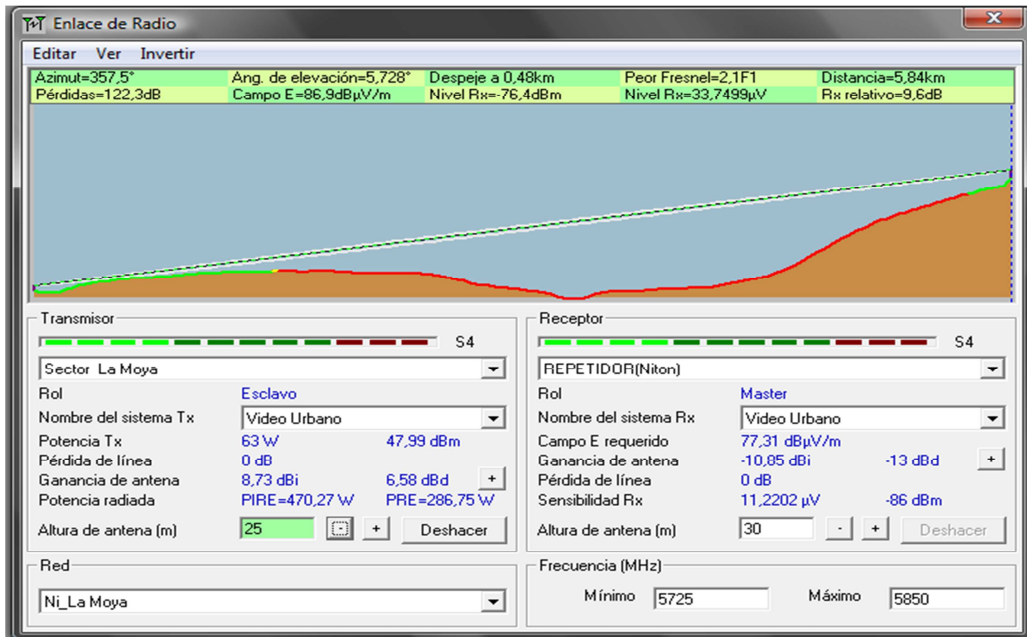 Enlace de Radio
Editar Ver Invertir
Azimut=357,5° Ang. de elevación=5,728° Despeje a 0,48km Peor Fresnel=2,1F1 Distancia=5,84km
Pérdidas=122,3dB Campo E=86,9dBμV/m Nivel Rx=-76,4dBm Nivel Rx=33,7499μV Rx relativo=9,6dB
Transmisor
S4
Sector La Moya
Rol Esclavo
Nombre del sistema Tx Video Urbano
Potencia Tx 63 W 47,99 dBm
Pérdida de línea 0 dB
Ganancia de antena 8,73 dBi 6,58 dBd +
Potencia radiada PIRE=470,27 W PRE=286,75 W
Altura de antena (m) 25 - + Deshacer
Red
Ni_La Moya
Receptor
S4
REPETIDOR(Niton)
Rol Master
Nombre del sistema Rx Video Urbano
Campo E requerido 77,31 dBμV/m
Ganancia de antena -10,85 dBi -13 dBd +
Pérdida de línea 0 dB
Sensibilidad Rx 11,2202 μV -86 dBm
Altura de antena (m) 30 - + Deshacer
Frecuencia (MHz)
Mínimo 5725 Máximo 5850